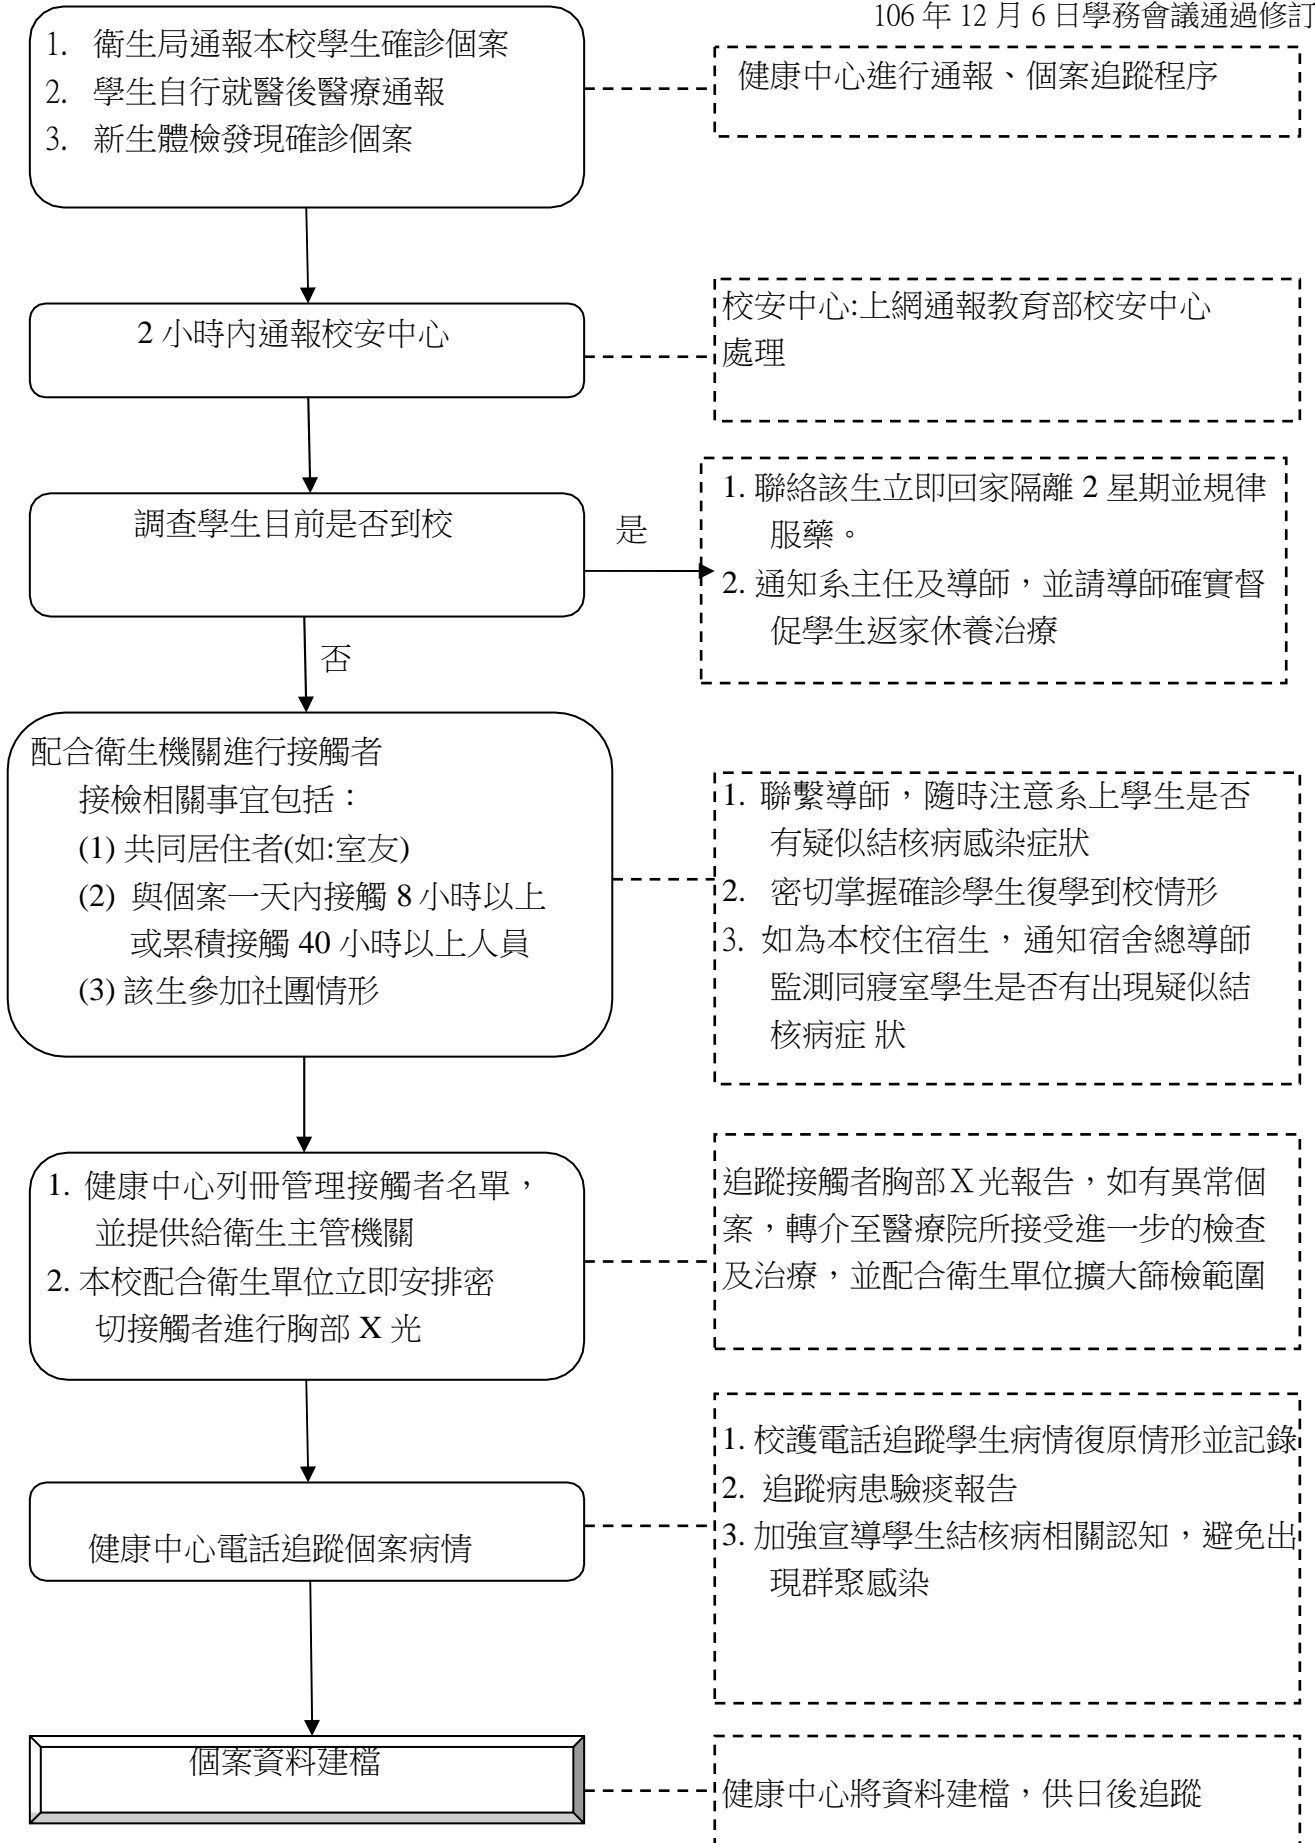 106 年 12 月 6 日學務會議通過修訂
1. 衛生局通報本校學生確診個案
2. 學生自行就醫後醫療通報
3. 新生體檢發現確診個案
健康中心進行通報、個案追蹤程序
2 小時內通報校安中心
校安中心:上網通報教育部校安中心
處理
調查學生目前是否到校
是
1. 聯絡該生立即回家隔離 2 星期並規律
服藥。
2. 通知系主任及導師，並請導師確實督
促學生返家休養治療
否
配合衛生機關進行接觸者
接檢相關事宜包括：
(1) 共同居住者(如:室友)
(2) 與個案一天內接觸 8 小時以上
或累積接觸 40 小時以上人員
(3) 該生參加社團情形
1. 聯繫導師，隨時注意系上學生是否
有疑似結核病感染症狀
2. 密切掌握確診學生復學到校情形
3. 如為本校住宿生，通知宿舍總導師
監測同寢室學生是否有出現疑似結
核病症 狀
1. 健康中心列冊管理接觸者名單，
並提供給衛生主管機關
2. 本校配合衛生單位立即安排密
切接觸者進行胸部 X 光
追蹤接觸者胸部Ｘ光報告，如有異常個
案，轉介至醫療院所接受進一步的檢查
及治療，並配合衛生單位擴大篩檢範圍
健康中心電話追蹤個案病情
1. 校護電話追蹤學生病情復原情形並記錄
2. 追蹤病患驗痰報告
3. 加強宣導學生結核病相關認知，避免出
現群聚感染
個案資料建檔
健康中心將資料建檔，供日後追蹤